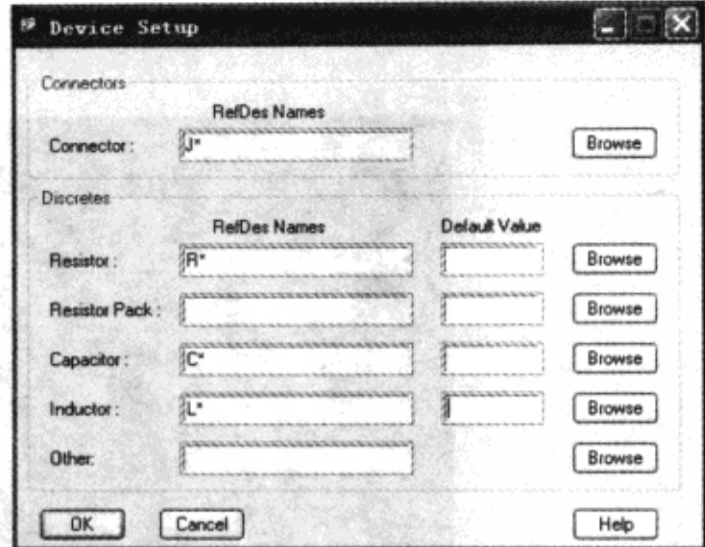 Device Setup
Connectors
RefDes Names
Connector : J* Browse
Discretes
RefDes Names Default Value
Resistor : R* Browse
Resistor Pack : Browse
Capacitor : C* Browse
Inductor : L* Browse
Other: Browse
OK Cancel Help